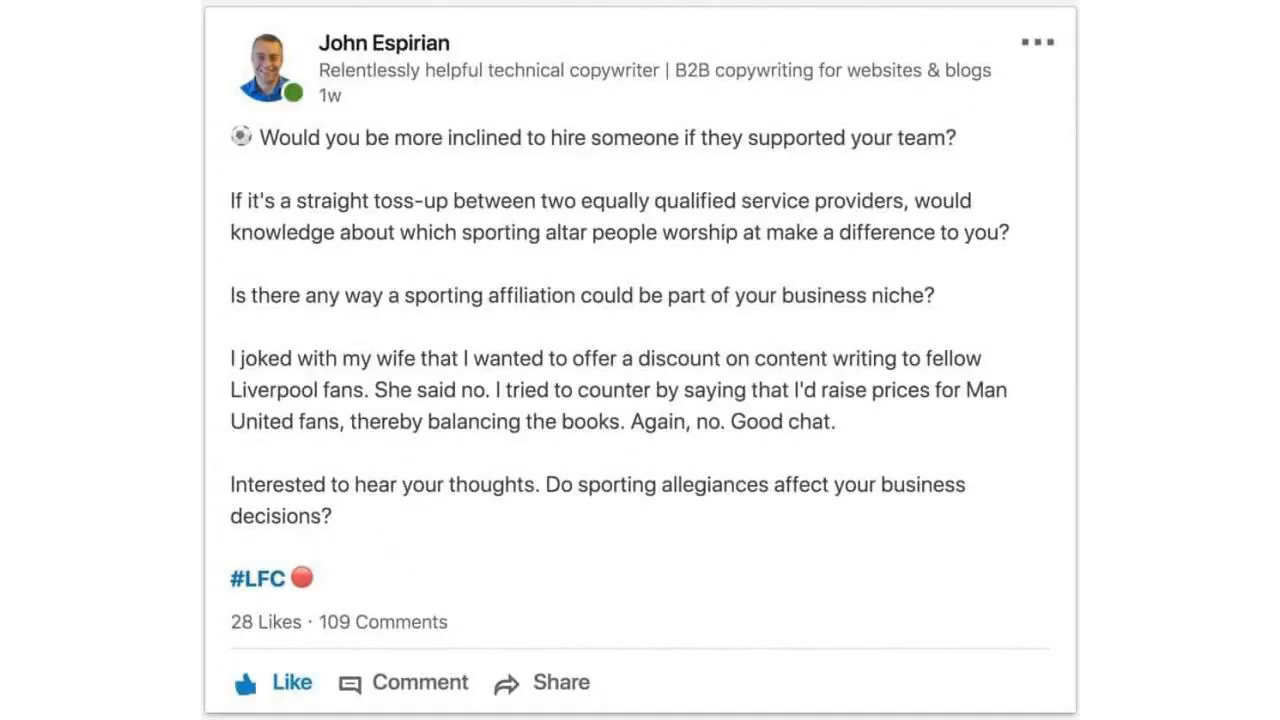 John Espirian
Relentlessly helpful technical copywriter | B2B copywriting for websites & blogs
1w
⚽ Would you be more inclined to hire someone if they supported your team?
If it's a straight toss-up between two equally qualified service providers, would
knowledge about which sporting altar people worship at make a difference to you?
Is there any way a sporting affiliation could be part of your business niche?
I joked with my wife that I wanted to offer a discount on content writing to fellow
Liverpool fans. She said no. I tried to counter by saying that I'd raise prices for Man
United fans, thereby balancing the books. Again, no. Good chat.
Interested to hear your thoughts. Do sporting allegiances affect your business
decisions?
#LFC 🔴
28 Likes · 109 Comments
Like Comment Share